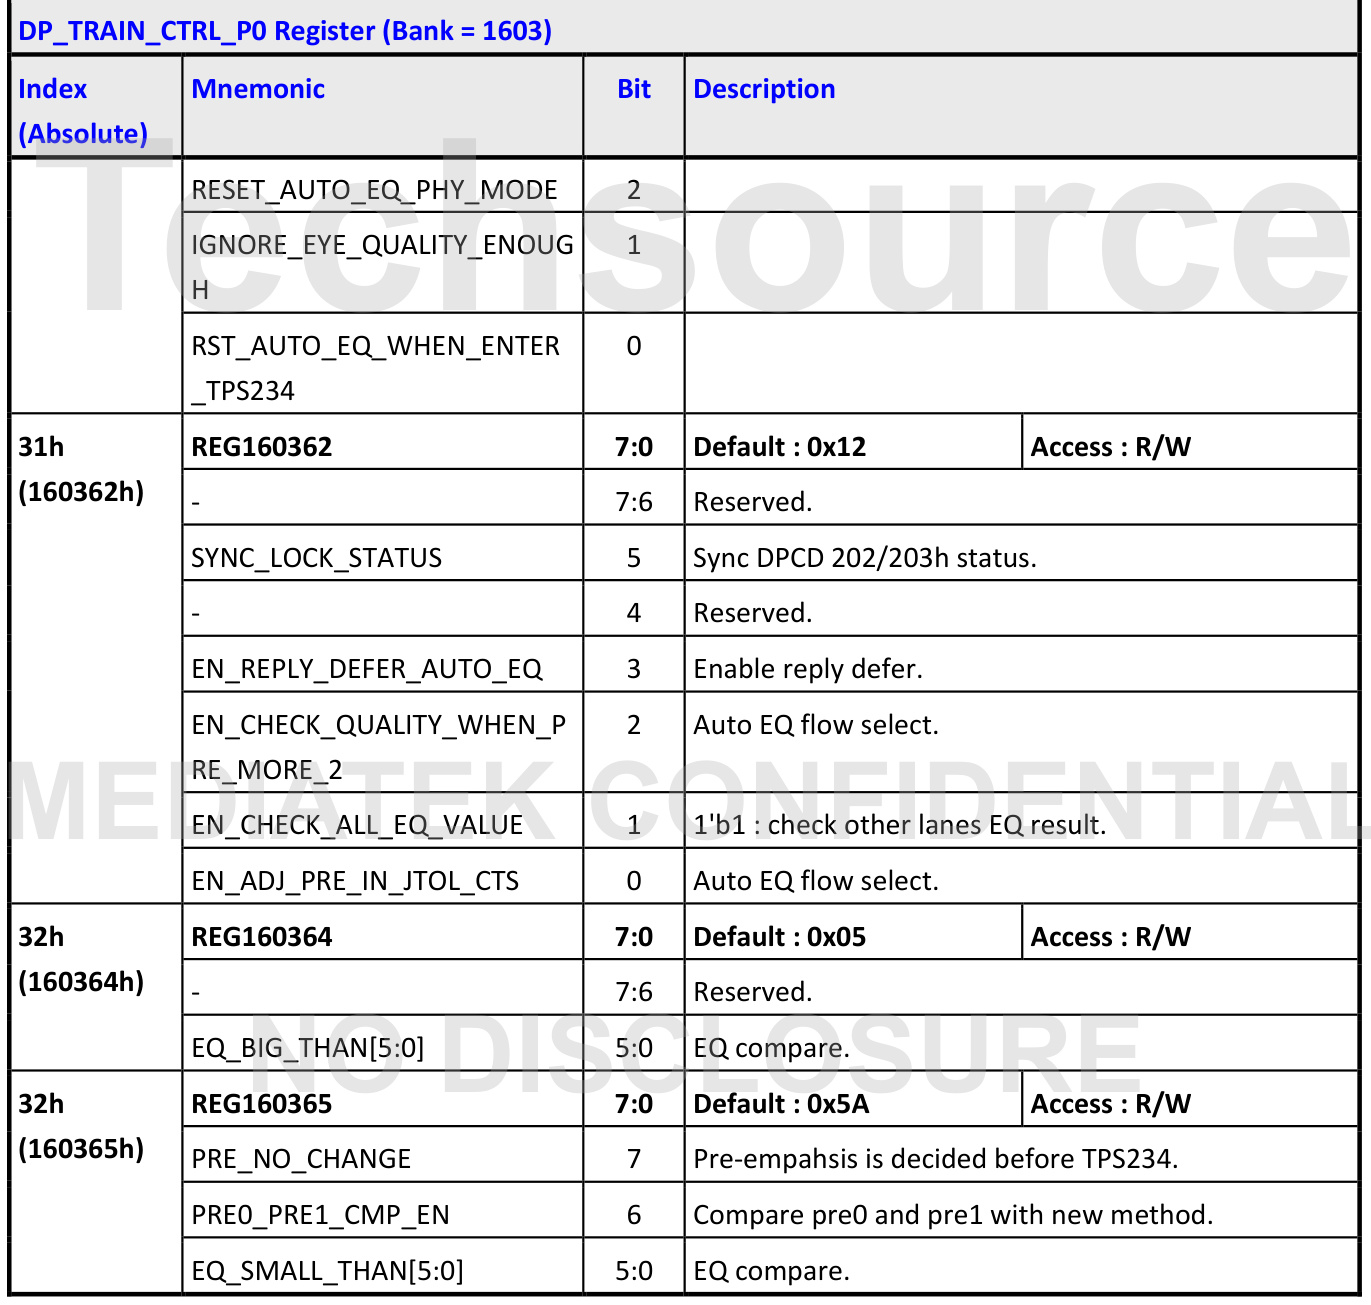 DP_TRAIN_CTRL_P0 Register (Bank = 1603)
Index Mnemonic Bit Description
(Absolute)
Techsource
RESET_AUTO_EQ_PHY_MODE 2
IGNORE_EYE_QUALITY_ENOUG 1
H
RST_AUTO_EQ_WHEN_ENTER 0
_TPS234
31h REG160362 7:0 Default : 0x12 Access : R/W
(160362h)
- 7:6 Reserved.
SYNC_LOCK_STATUS 5 Sync DPCD 202/203h status.
- 4 Reserved.
EN_REPLY_DEFER_AUTO_EQ 3 Enable reply defer.
EN_CHECK_QUALITY_WHEN_P 2 Auto EQ flow select.
RE_MORE_2
MEDIATEK CONFIDENTIAL
EN_CHECK_ALL_EQ_VALUE 1 1'b1 : check other lanes EQ result.
EN_ADJ_PRE_IN_JTOL_CTS 0 Auto EQ flow select.
32h REG160364 7:0 Default : 0x05 Access : R/W
(160364h)
- 7:6 Reserved.
NO DISCLOSURE
EQ_BIG_THAN[5:0] 5:0 EQ compare.
32h REG160365 7:0 Default : 0x5A Access : R/W
(160365h)
PRE_NO_CHANGE 7 Pre-empahsis is decided before TPS234.
PRE0_PRE1_CMP_EN 6 Compare pre0 and pre1 with new method.
EQ_SMALL_THAN[5:0] 5:0 EQ compare.